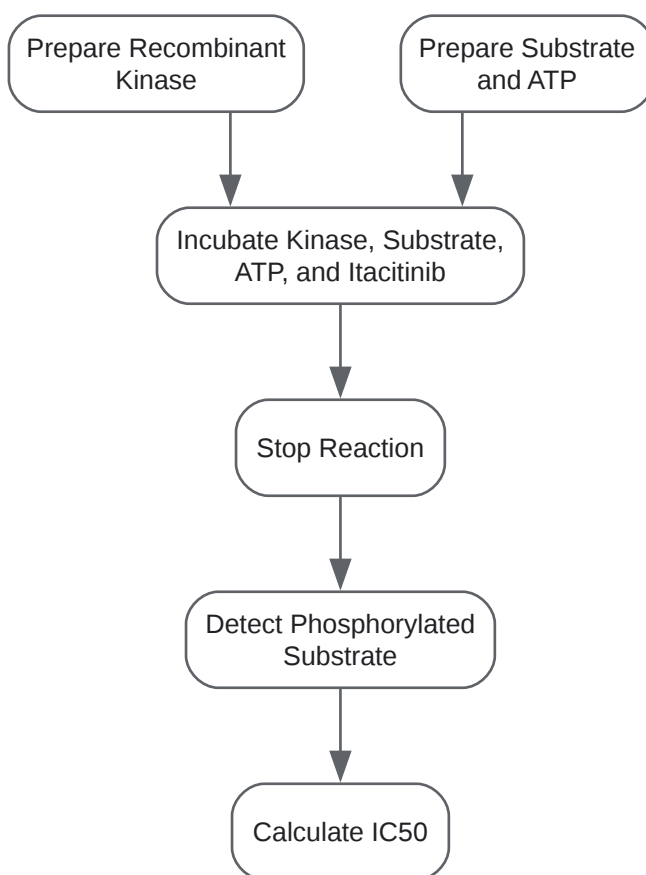 Prepare Recombinant
Kinase
Prepare Substrate
and ATP
Incubate Kinase, Substrate,
ATP, and Itacitinib
Stop Reaction
Detect Phosphorylated
Substrate
Calculate IC50